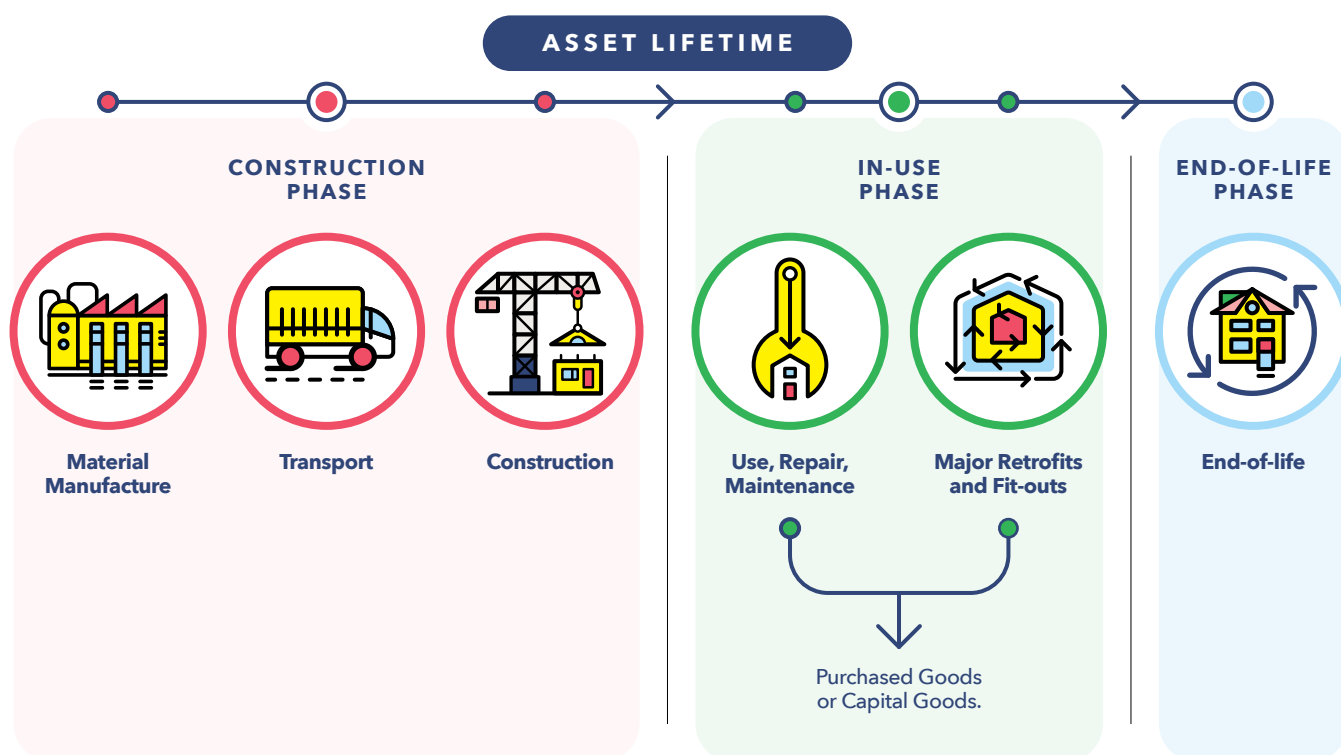 ASSET LIFETIME
CONSTRUCTION
PHASE
IN-USE
PHASE
END-OF-LIFE
PHASE
Material
Manufacture
Transport
Construction
Use, Repair,
Maintenance
Major Retrofits
and Fit-outs
End-of-life
Purchased Goods
or Capital Goods.